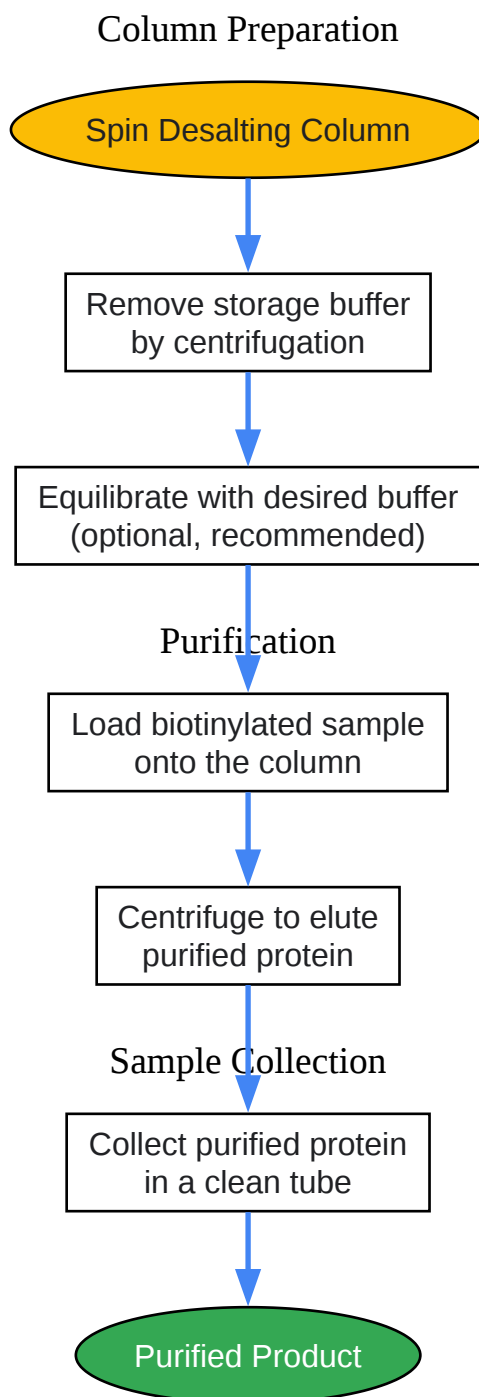 Column Preparation
Spin Desalting Column
Remove storage buffer
by centrifugation
Equilibrate with desired buffer
(optional, recommended)
Purification
Load biotinylated sample
onto the column
Centrifuge to elute
purified protein
Sample Collection
Collect purified protein
in a clean tube
Purified Product